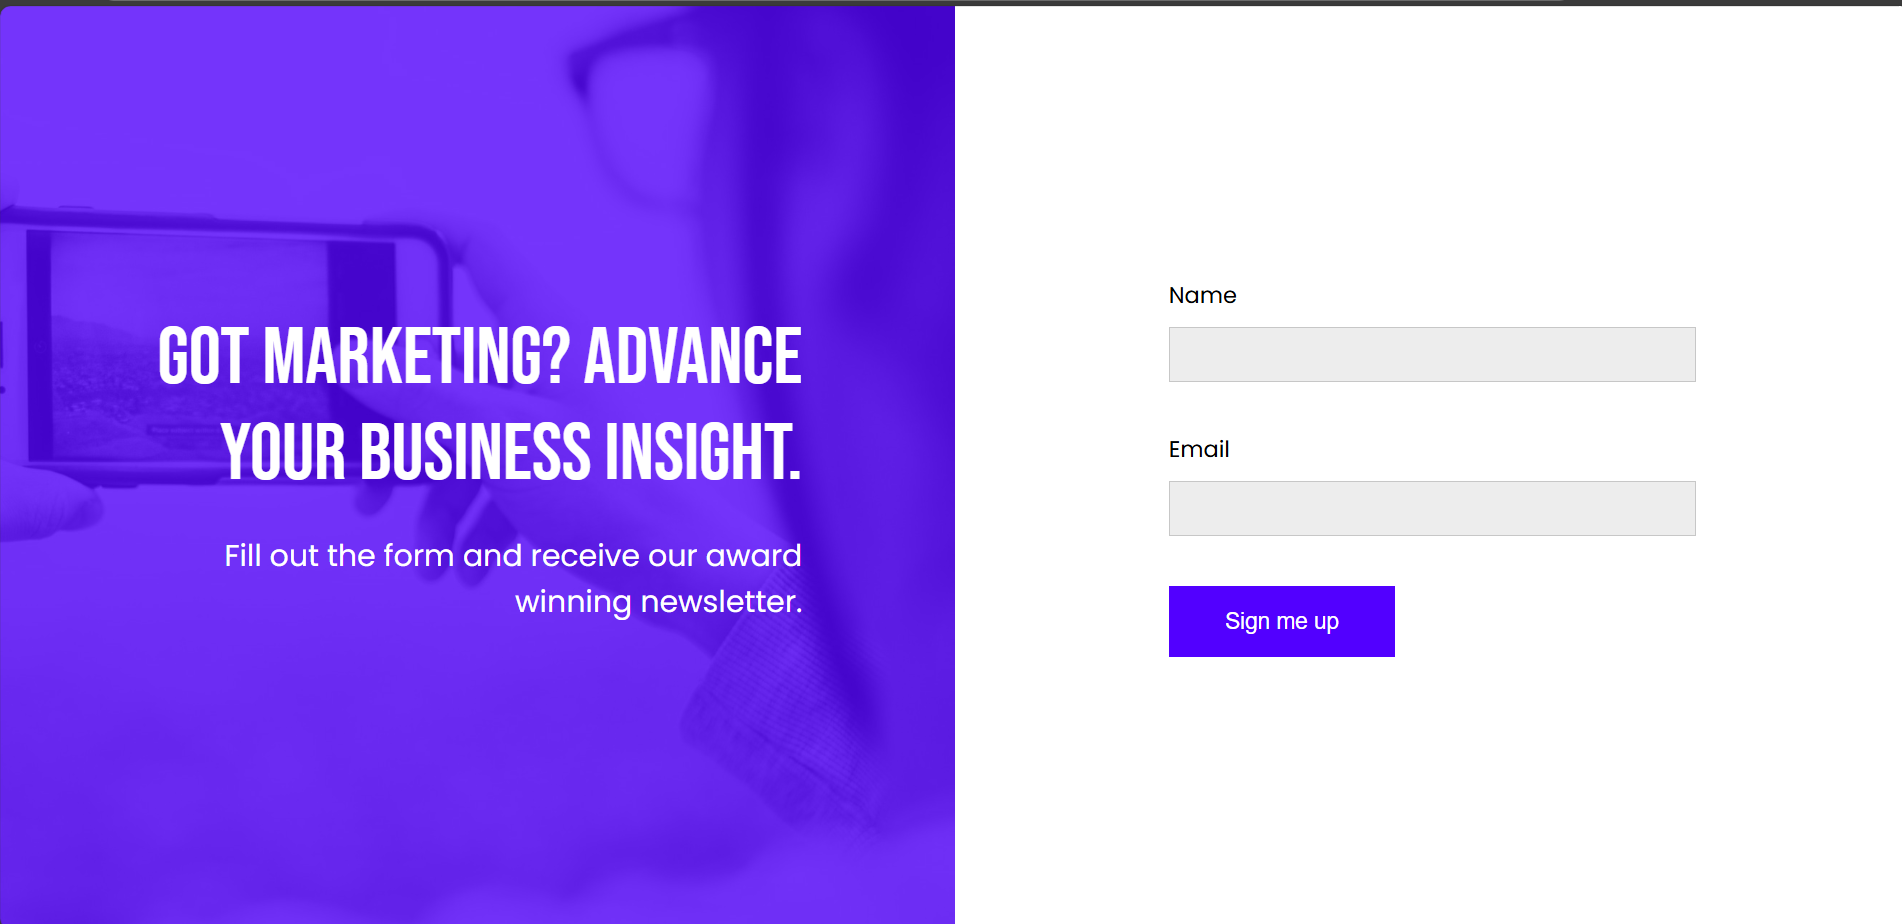 GOT MARKETING? ADVANCE
YOUR BUSINESS INSIGHT.
Fill out the form and receive our award
winning newsletter.
Name
Email
Sign me up